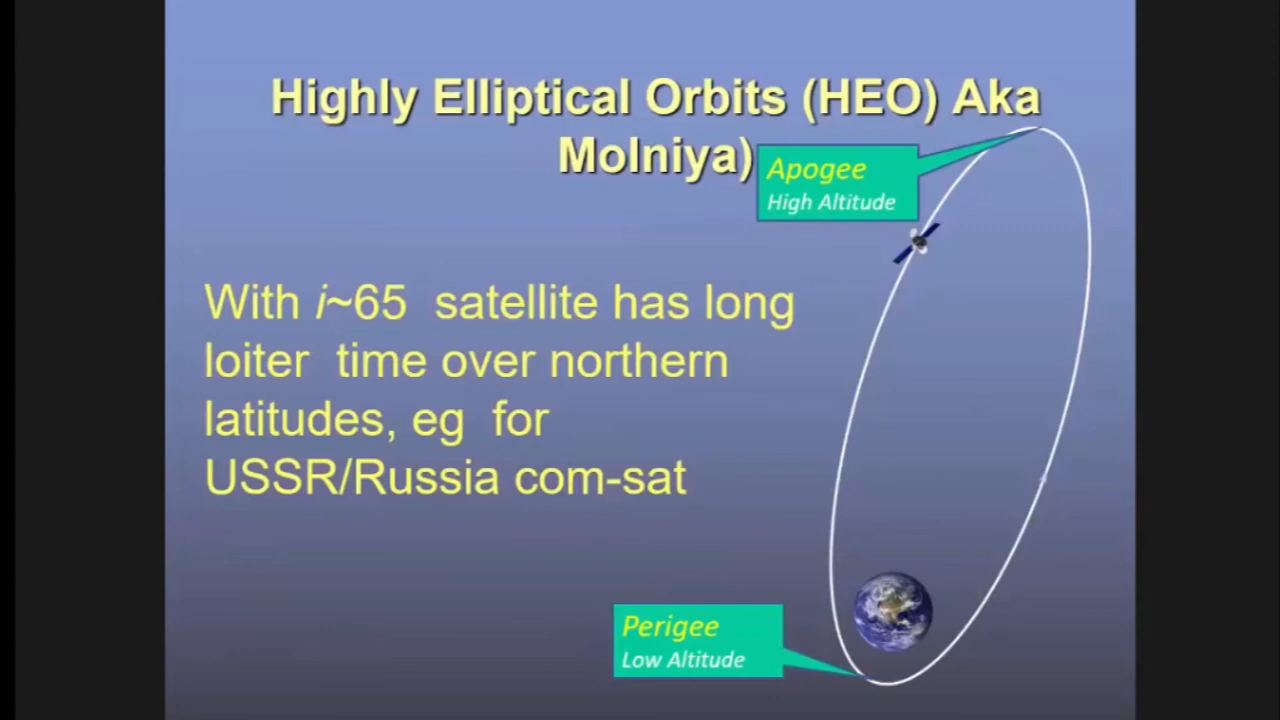 Highly Elliptical Orbits (HEO) Aka
Molniya)
Apogee
High Altitude
With i~65 satellite has long
loiter time over northern
latitudes, eg for
USSR/Russia com-sat
Perigee
Low Altitude